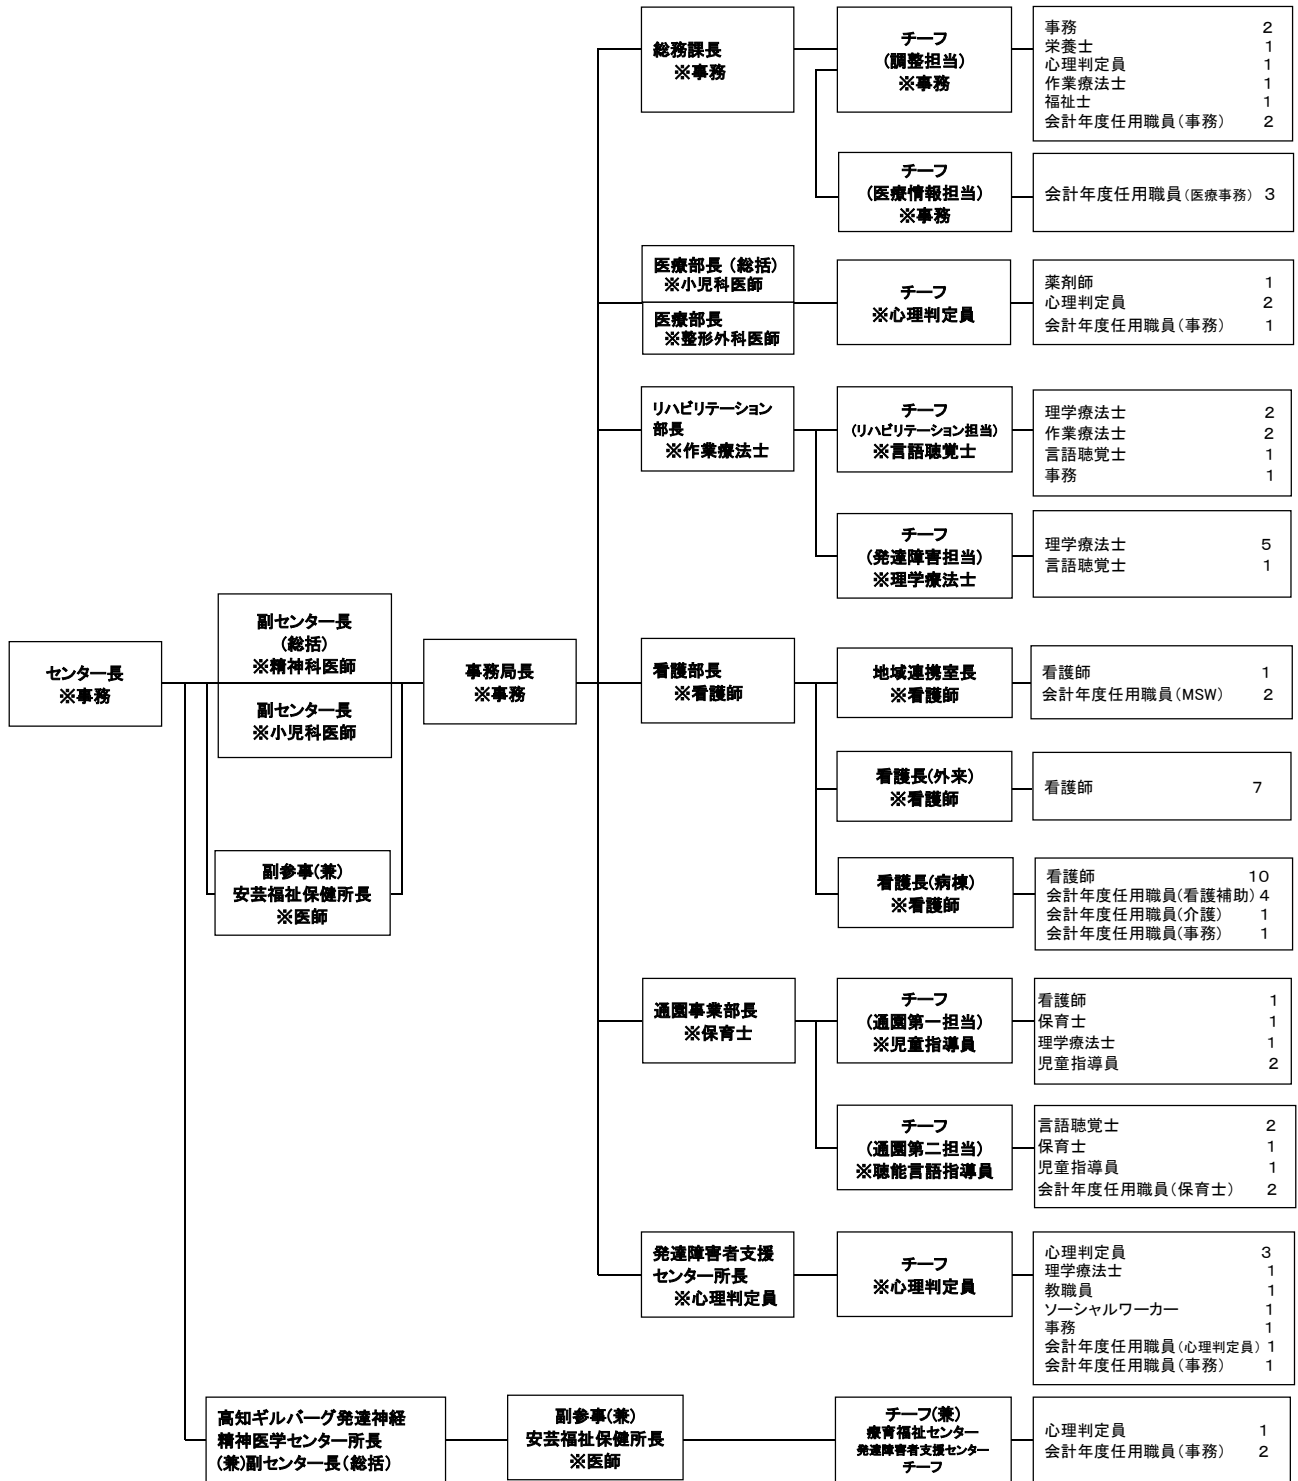 センター長
※事務
副センター長
(総括)
※精神科医師
副センター長
※小児科医師
副参事(兼)
安芸福祉保健所長
※医師
事務局長
※事務
総務課長
※事務
チーフ
(調整担当)
※事務
事務 2
栄養士 1
心理判定員 1
作業療法士 1
福祉士 1
会計年度任用職員(事務) 2
チーフ
(医療情報担当)
※事務
会計年度任用職員(医療事務) 3
医療部長 (総括)
※小児科医師
医療部長
※整形外科医師
チーフ
※心理判定員
薬剤師 1
心理判定員 2
会計年度任用職員(事務) 1
リハビリテーション
部長
※作業療法士
チーフ
(リハビリテーション担当)
※言語聴覚士
理学療法士 2
作業療法士 2
言語聴覚士 1
事務 1
チーフ
(発達障害担当)
※理学療法士
理学療法士 5
言語聴覚士 1
看護部長
※看護師
地域連携室長
※看護師
看護師 1
会計年度任用職員(MSW) 2
看護長(外来)
※看護師
看護師 7
看護長(病棟)
※看護師
看護師 10
会計年度任用職員(看護補助) 4
会計年度任用職員(介護) 1
会計年度任用職員(事務) 1
通園事業部長
※保育士
チーフ
(通園第一担当)
※児童指導員
看護師 1
保育士 1
理学療法士 1
児童指導員 2
チーフ
(通園第二担当)
※聴能言語指導員
言語聴覚士 2
保育士 1
児童指導員 1
会計年度任用職員(保育士) 2
発達障害者支援
センター所長
※心理判定員
チーフ
※心理判定員
心理判定員 3
理学療法士 1
教職員 1
ソーシャルワーカー 1
事務 1
会計年度任用職員(心理判定員) 1
会計年度任用職員(事務) 1
高知ギルバーグ発達神経
精神医学センター所長
(兼)副センター長(総括)
副参事(兼)
安芸福祉保健所長
※医師
チーフ(兼)
療育福祉センター
発達障害者支援センター
チーフ
心理判定員 1
会計年度任用職員(事務) 2